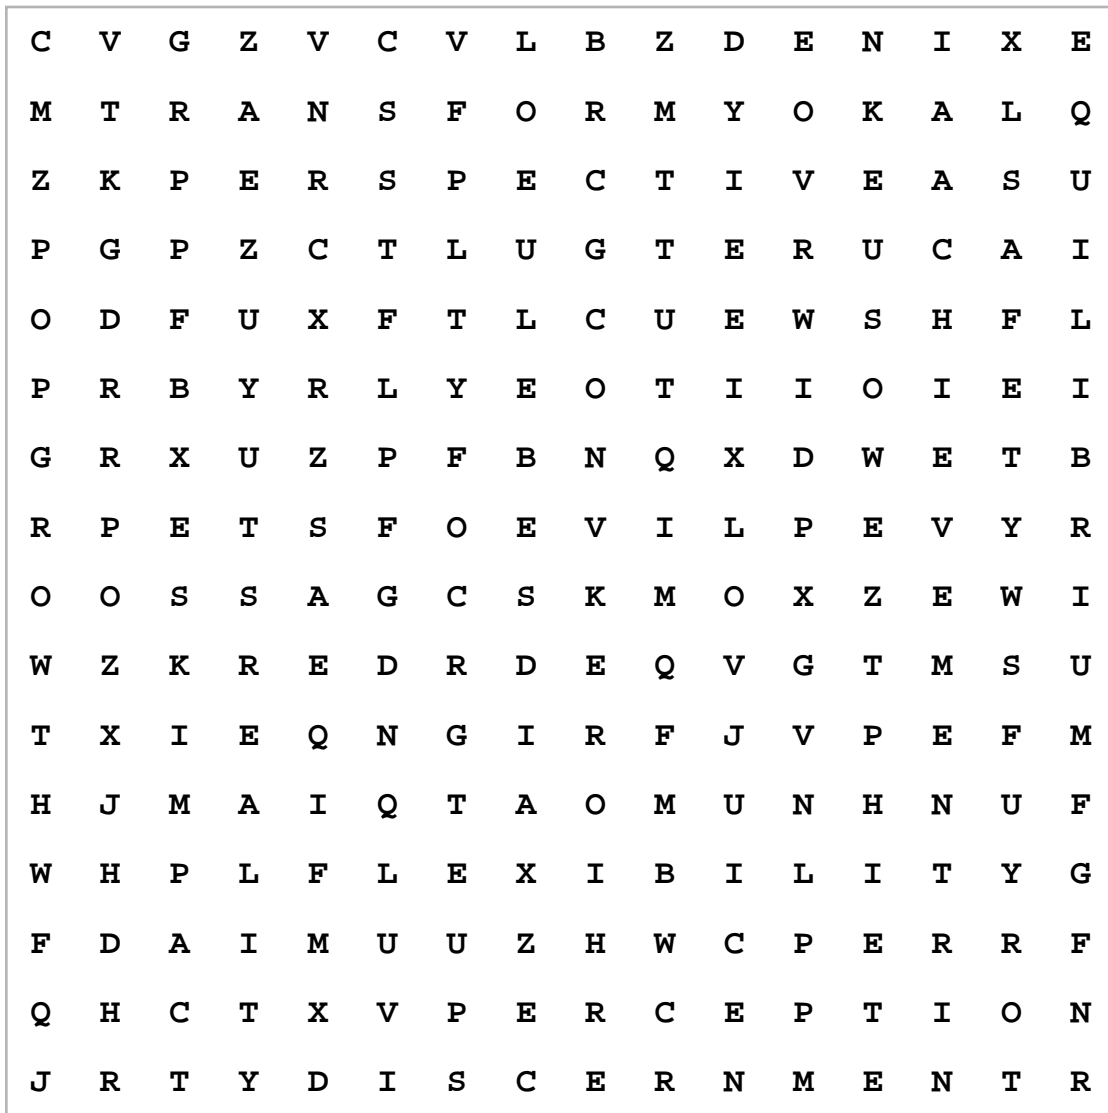 C V G Z V C V L B Z D E N I X E
M T R A N S F O R M Y O K A L Q
Z K P E R S P E C T I V E A S U
P G P Z C T L U G T E R U C A I
O D F U X F T L C U E W S H F L
P R B Y R L Y E O T I I O I E I
G R X U Z P F B N Q X D W E T B
R P E T S F O E V I L P E V Y R
O O S S A G C S K M O X Z E W I
W Z K R E D R D E Q V G T M S U
T X I E Q N G I R F J V P E F M
H J M A I Q T A O M U N H N U F
W H P L F L E X I B I L I T Y G
F D A I M U U Z H W C P E R R F
Q H C T X V P E R C E P T I O N
J R T Y D I S C E R N M E N T R